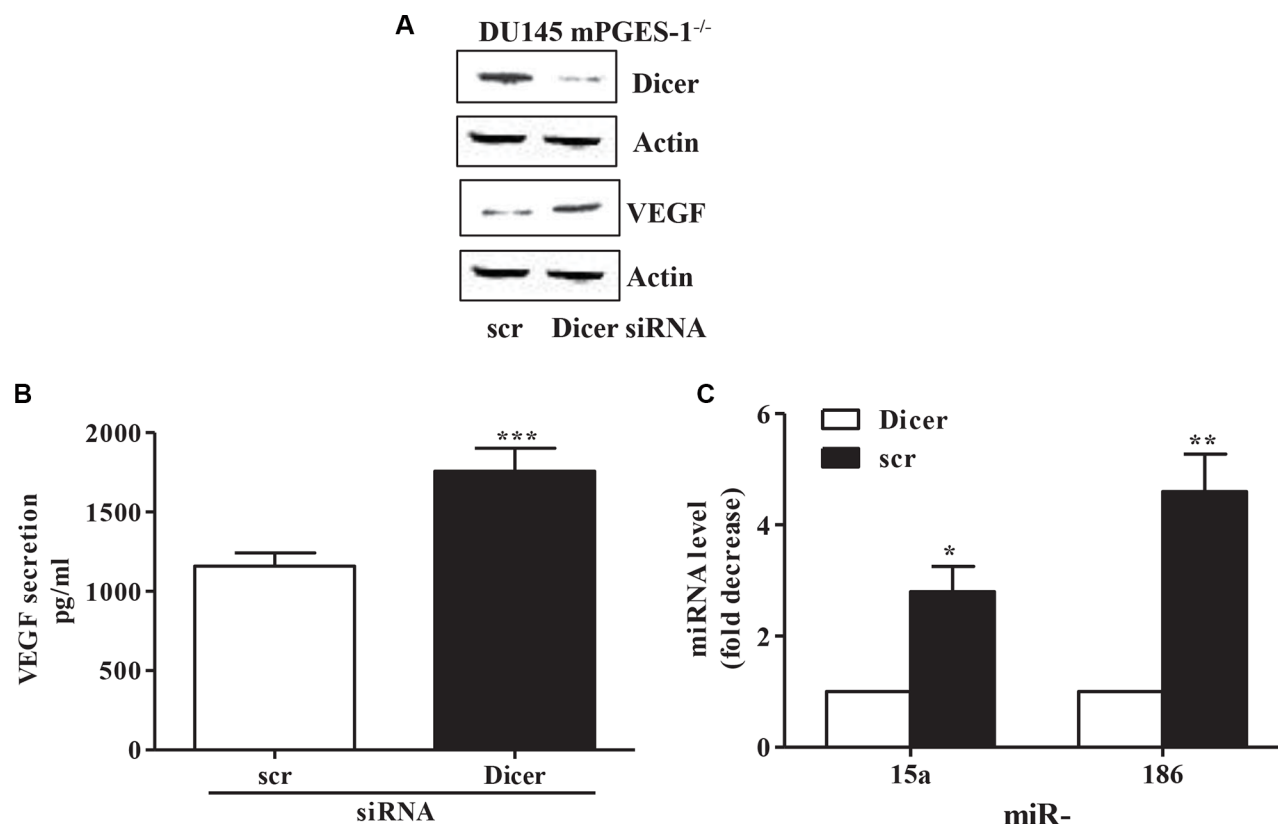 A
DU145 mPGES-1-/-
Dicer
Actin
VEGF
Actin
scr Dicer siRNA
B
VEGF secretion
pg/ml
2000
1500
1000
500
0
***
scr Dicer
siRNA
C
miRNA level
(fold decrease)
6
4
2
0
Dicer
scr
*
**
15a 186
miR-